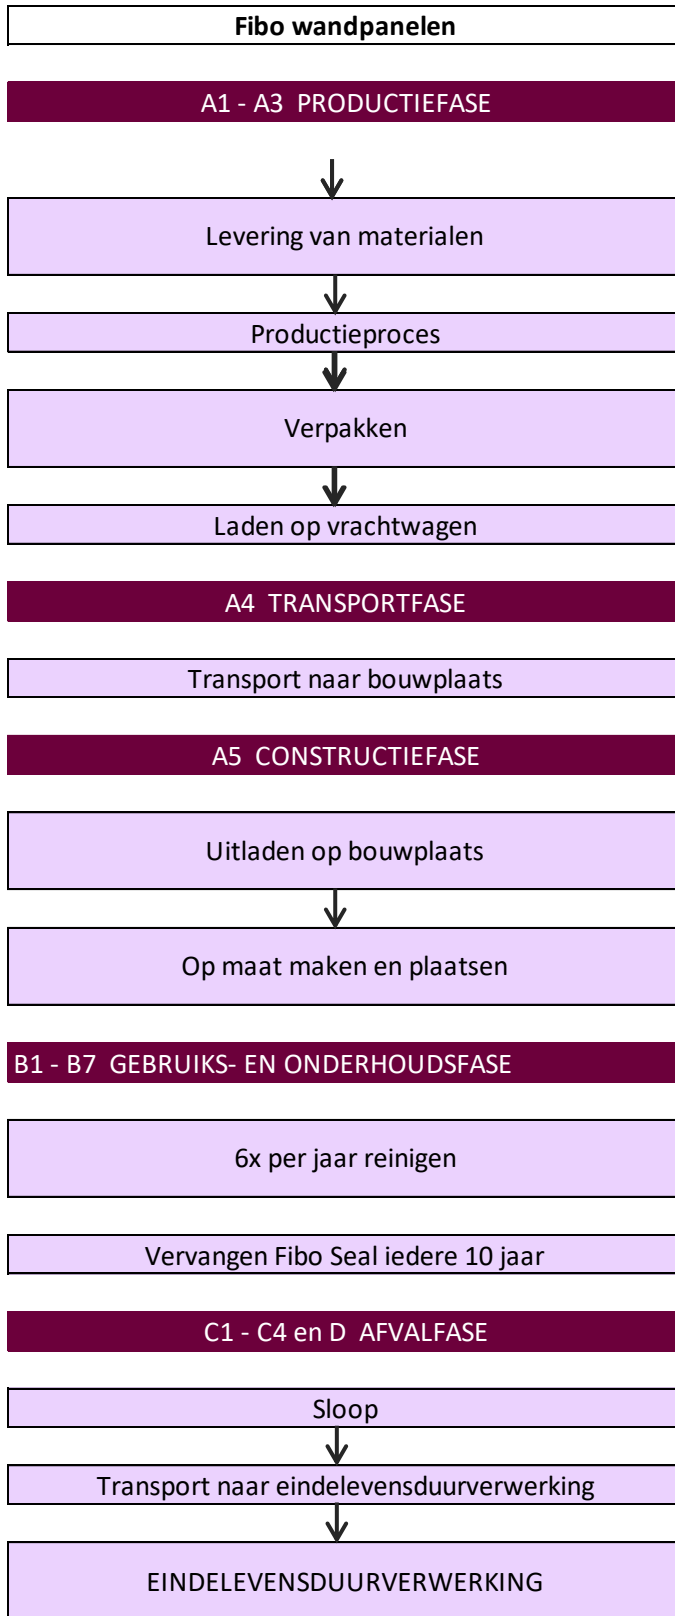 Fibo wandpanelen
A1 - A3 PRODUCTIEFASE
Levering van materialen
Productieproces
Verpakken
Laden op vrachtwagen
A4 TRANSPORTFASE
Transport naar bouwplaats
A5 CONSTRUCTIEFASE
Uitladen op bouwplaats
Op maat maken en plaatsen
B1 - B7 GEBRUIKS- EN ONDERHOUDSFASE
6x per jaar reinigen
Vervangen Fibo Seal iedere 10 jaar
C1 - C4 en D AFVALFASE
Sloop
Transport naar eindelevensduurverwerking
EINDELEVENSDUURVERWERKING